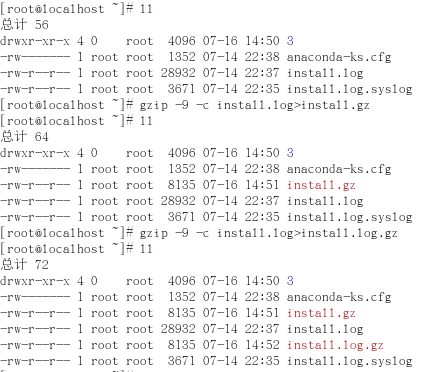 [root@localhost ~]# ll
总计 56
drwxr-xr-x 4 0    root  4096 07-16 14:50 3
-rw------- 1 root root  1352 07-14 22:38 anaconda-ks.cfg
-rw-r--r-- 1 root root 28932 07-14 22:37 install.log
-rw-r--r-- 1 root root  3671 07-14 22:35 install.log.syslog
[root@localhost ~]# gzip -9 -c install.log>install.gz
[root@localhost ~]# ll
总计 64
drwxr-xr-x 4 0    root  4096 07-16 14:50 3
-rw------- 1 root root  1352 07-14 22:38 anaconda-ks.cfg
-rw-r--r-- 1 root root  8135 07-16 14:51 install.gz
-rw-r--r-- 1 root root 28932 07-14 22:37 install.log
-rw-r--r-- 1 root root  3671 07-14 22:35 install.log.syslog
[root@localhost ~]# gzip -9 -c install.log>install.log.gz
[root@localhost ~]# ll
总计 72
drwxr-xr-x 4 0    root  4096 07-16 14:50 3
-rw------- 1 root root  1352 07-14 22:38 anaconda-ks.cfg
-rw-r--r-- 1 root root  8135 07-16 14:51 install.gz
-rw-r--r-- 1 root root 28932 07-14 22:37 install.log
-rw-r--r-- 1 root root  8135 07-16 14:52 install.log.gz
-rw-r--r-- 1 root root  3671 07-14 22:35 install.log.syslog